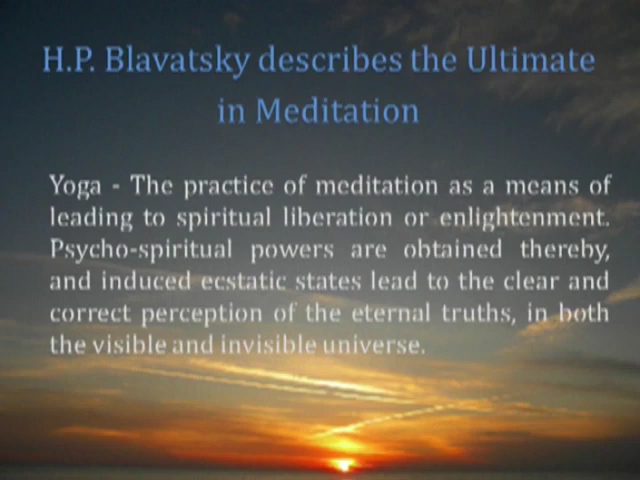 H.P. Blavatsky describes the Ultimate
in Meditation
Yoga - The practice of meditation as a means of
leading to spiritual liberation or enlightenment.
Psycho-spiritual powers are obtained thereby,
and induced ecstatic states lead to the clear and
correct perception of the eternal truths, in both
the visible and invisible universe.